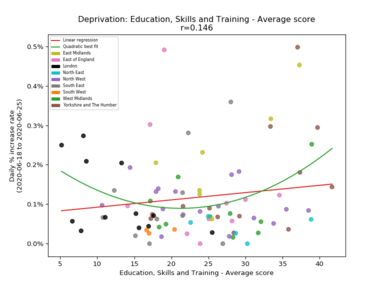 Deprivation: Education, Skills and Training - Average score
r=0.146
Daily % increase rate
(2020-06-18 to 2020-06-25)
0.5%
0.4%
0.3%
0.2%
0.1%
0.0%
Linear regression
Quadratic best fit
East Midlands
East of England
London
North East
North West
South East
South West
West Midlands
Yorkshire and The Humber
5 10 15 20 25 30 35 40
Education, Skills and Training - Average score